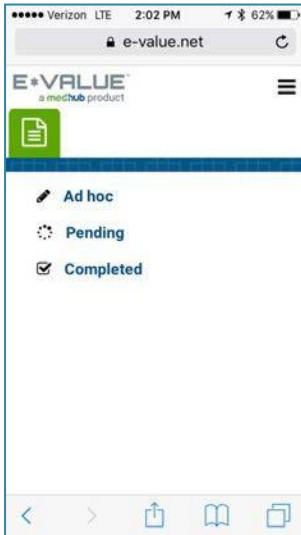 Verizon LTE 2:02 PM 62%
e-value.net
E*VALUE
a medhub product
Ad hoc
Pending
Completed